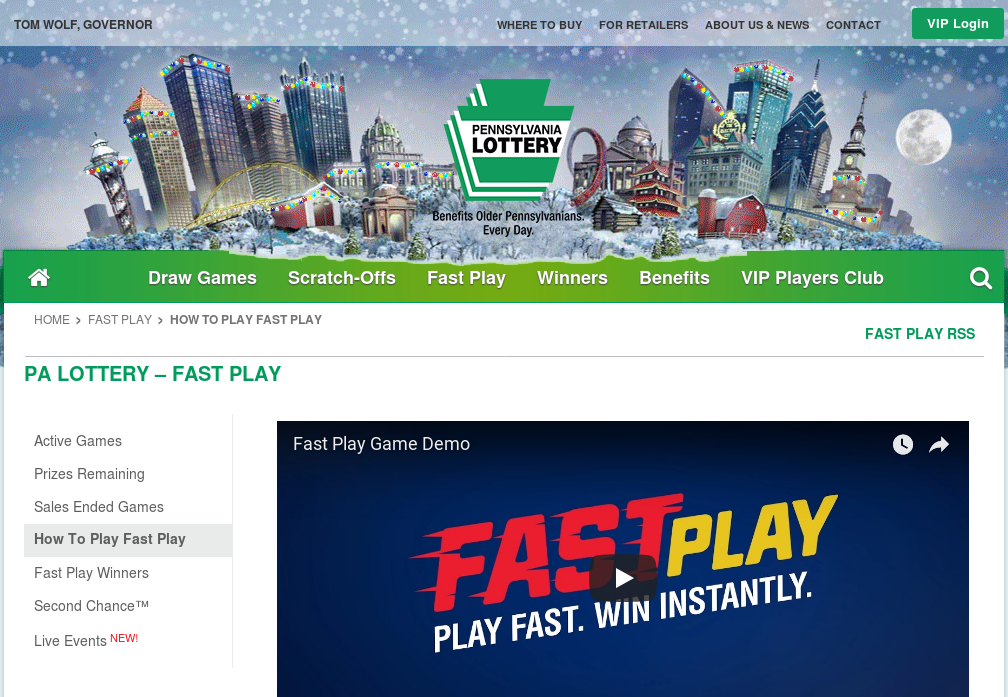 TOM WOLF, GOVERNOR
WHERE TO BUY
FOR RETAILERS
ABOUT US & NEWS
CONTACT
VIP Login
PENNSYLVANIA
LOTTERY
Benefits Older Pennsylvanians.
Every Day.
Draw Games
Scratch-Offs
Fast Play
Winners
Benefits
VIP Players Club
HOME > FAST PLAY > HOW TO PLAY FAST PLAY
FAST PLAY RSS
PA LOTTERY – FAST PLAY
Active Games
Prizes Remaining
Sales Ended Games
How To Play Fast Play
Fast Play Winners
Second Chance™
Live Events NEW!
Fast Play Game Demo
FAST PLAY
PLAY FAST. WIN INSTANTLY.